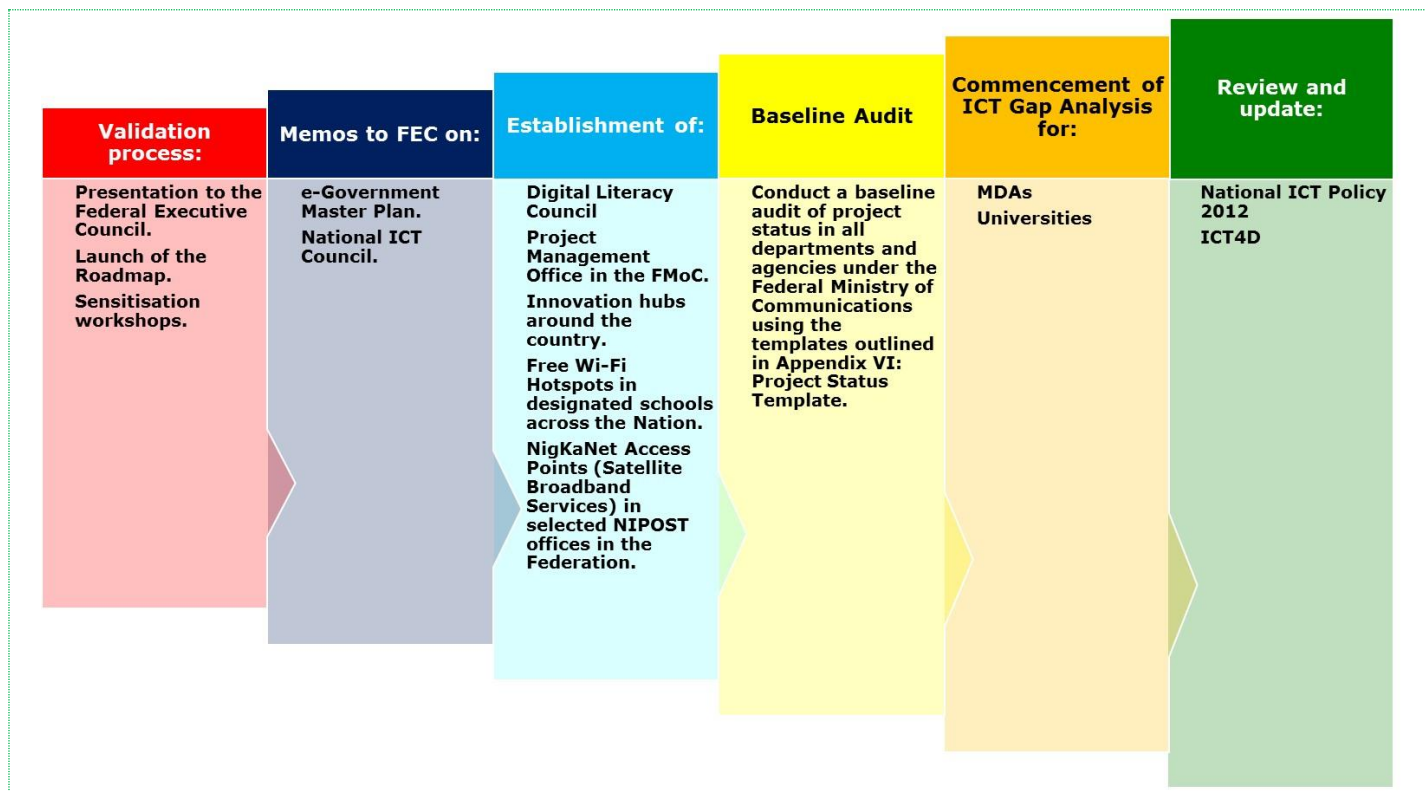 Validation
process:
Presentation to the
Federal Executive
Council.
Launch of the
Roadmap.
Sensitisation
workshops.
Memos to FEC on:
e-Government
Master Plan.
National ICT
Council.
Establishment of:
Digital Literacy
Council
Project
Management
Office in the FMoC.
Innovation hubs
around the
country.
Free Wi-Fi
Hotspots in
designated schools
across the Nation.
NigKaNet Access
Points (Satellite
Broadband
Services) in
selected NIPOST
offices in the
Federation.
Baseline Audit
Conduct a baseline
audit of project
status in all
departments and
agencies under the
Federal Ministry of
Communications
using the
templates outlined
in Appendix VI:
Project Status
Template.
Commencement of
ICT Gap Analysis
for:
MDAs
Universities
Review and
update:
National ICT Policy
2012
ICT4D